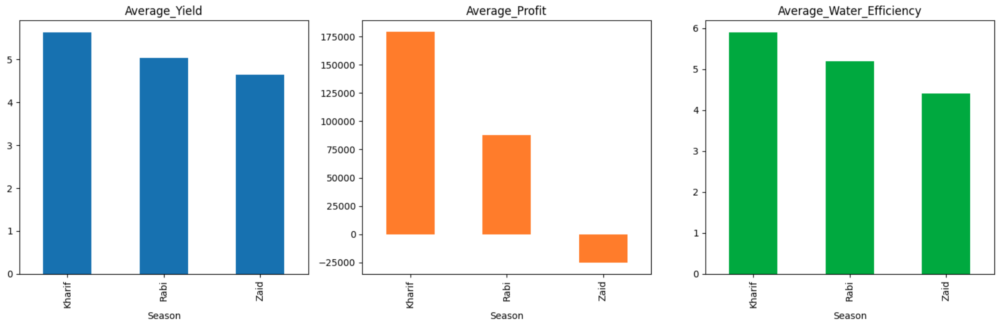 Average_Yield
5
4
3
2
1
0
Kharif
Rabi
Zaid
Season
Average_Profit
175000
150000
125000
100000
75000
50000
25000
0
−25000
Kharif
Rabi
Zaid
Season
Average_Water_Efficiency
6
5
4
3
2
1
0
Kharif
Rabi
Zaid
Season